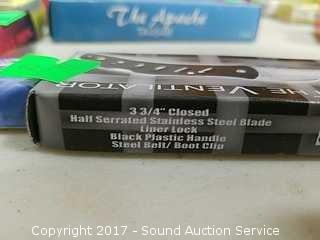 The Apache
THE VENTILATOR
3 3/4" Closed
Half Serrated Stainless Steel Blade
Liner Lock
Black Plastic Handle
Steel Belt/ Boot Clip
Copyright 2017 - Sound Auction Service